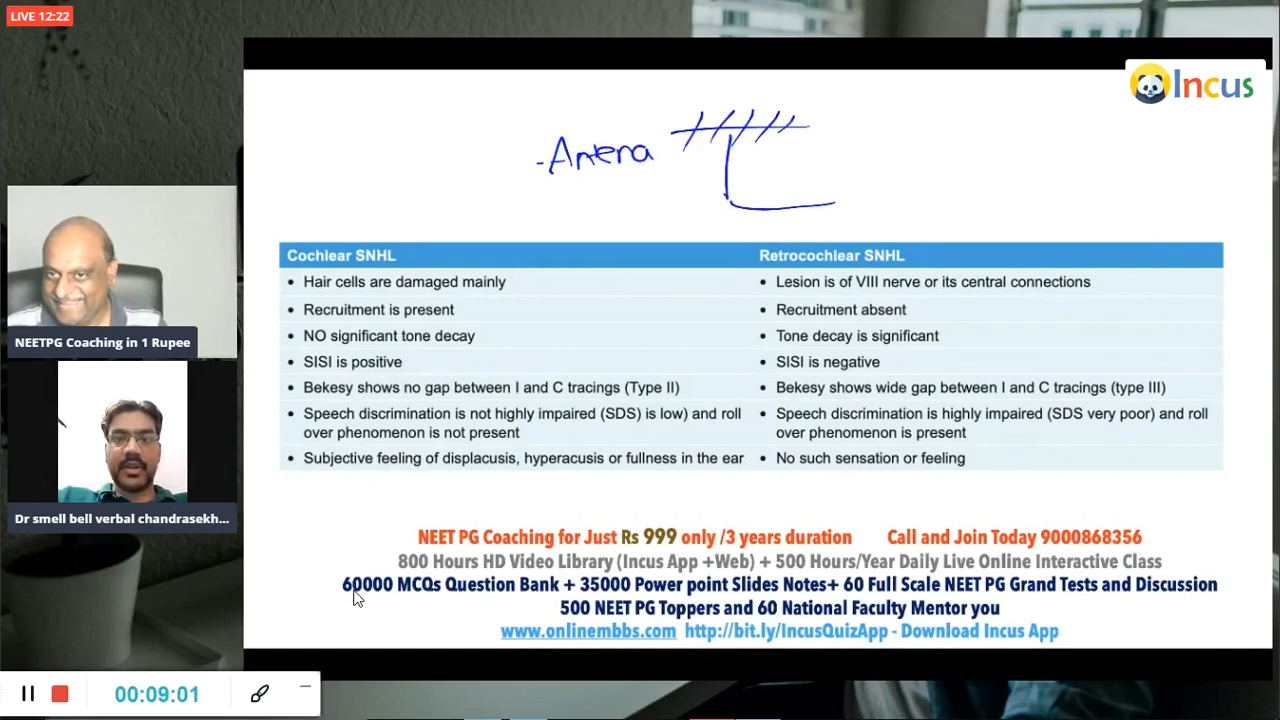 LIVE 12:22
Incus
-Antena
Cochlear SNHL
Retrocochlear SNHL
• Hair cells are damaged mainly
• Lesion is of VIII nerve or its central connections
• Recruitment is present
• Recruitment absent
• NO significant tone decay
• Tone decay is significant
• SISI is positive
• SISI is negative
• Bekesy shows no gap between I and C tracings (Type II)
• Bekesy shows wide gap between I and C tracings (type III)
• Speech discrimination is not highly impaired (SDS) is low) and roll
over phenomenon is not present
• Speech discrimination is highly impaired (SDS very poor) and roll
over phenomenon is present
• Subjective feeling of displacusis, hyperacusis or fullness in the ear
• No such sensation or feeling
NEETPG Coaching in 1 Rupee
Dr smell bell verbal chandrasekh...
NEET PG Coaching for Just Rs 999 only /3 years duration Call and Join Today 9000868356
800 Hours HD Video Library (Incus App +Web) + 500 Hours/Year Daily Live Online Interactive Class
60000 MCQs Question Bank + 35000 Power point Slides Notes+ 60 Full Scale NEET PG Grand Tests and Discussion
500 NEET PG Toppers and 60 National Faculty Mentor you
www.onlinembbs.com http://bit.ly/IncusQuizApp - Download Incus App
00:09:01